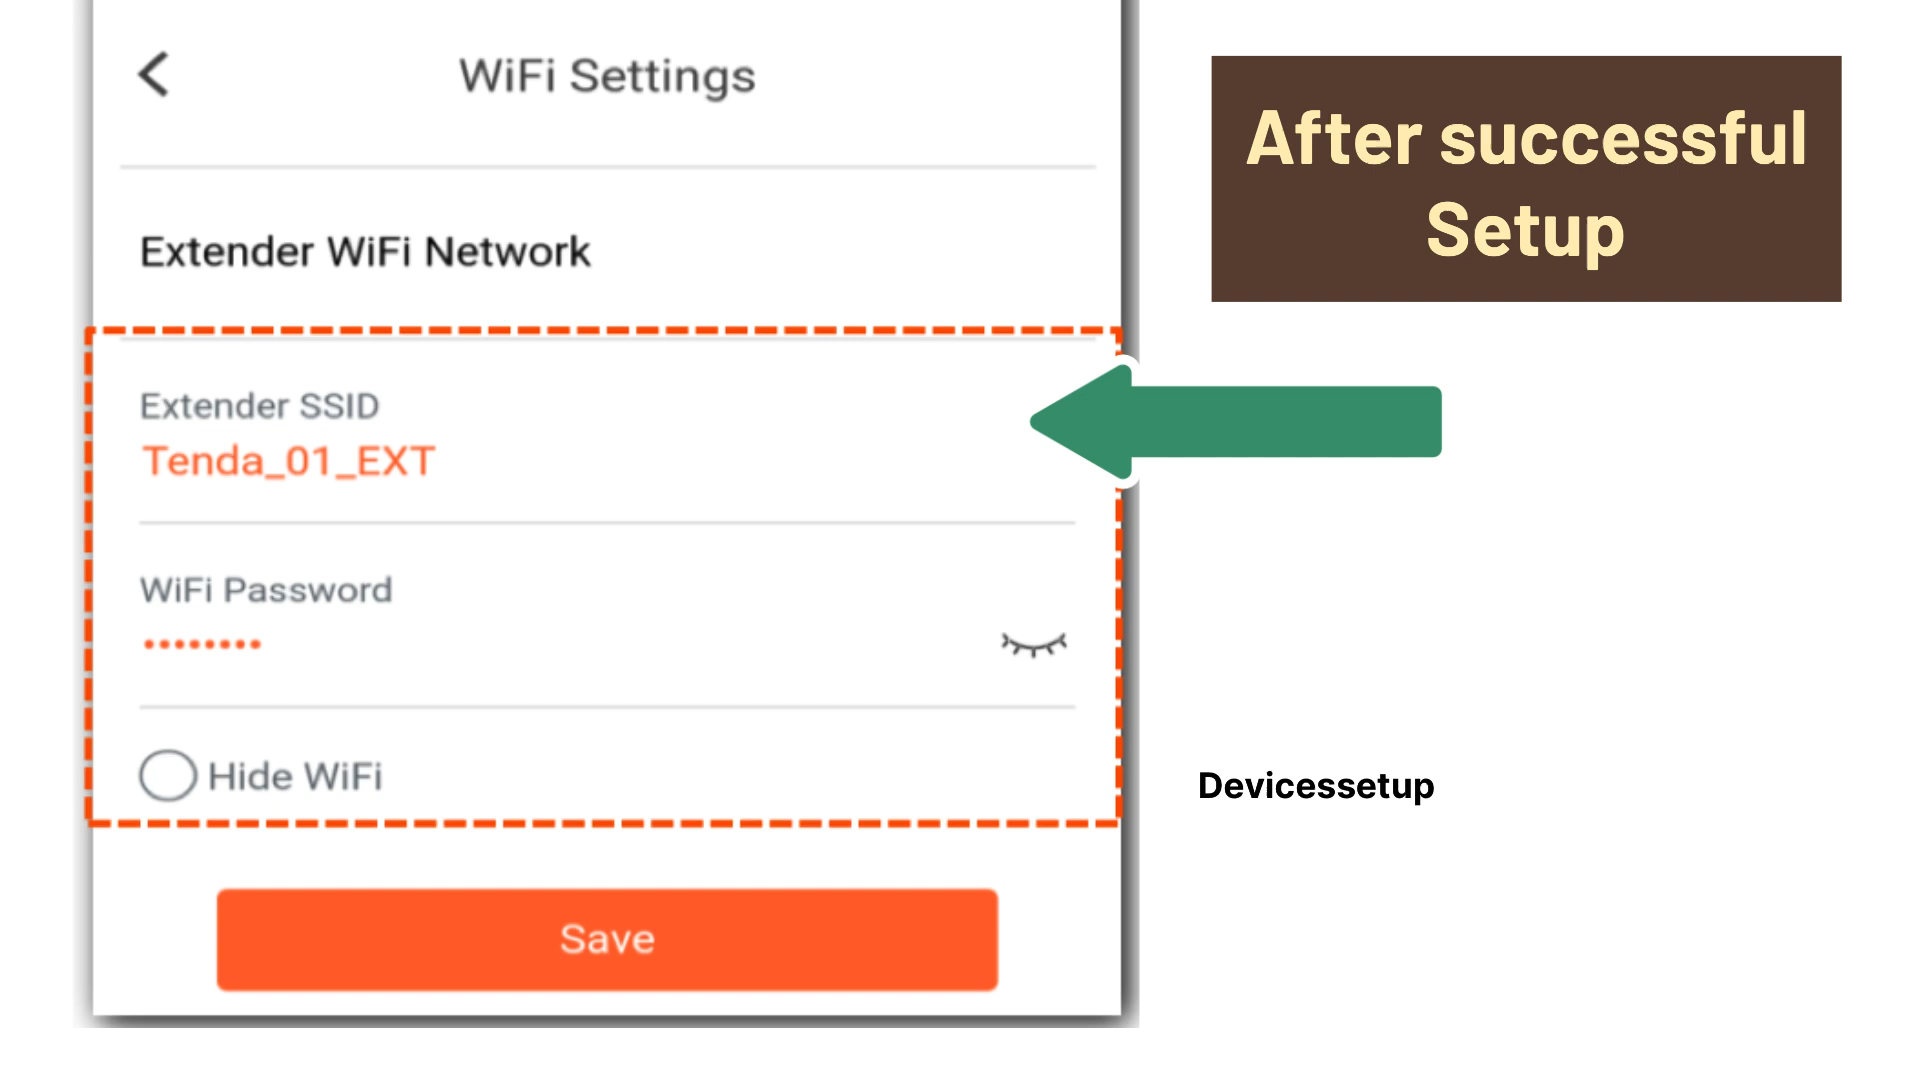 WiFi Settings
After successful
Setup
Extender WiFi Network
Extender SSID
Tenda_01_EXT
WiFi Password
••••••••
Hide WiFi
Devicessetup
Save